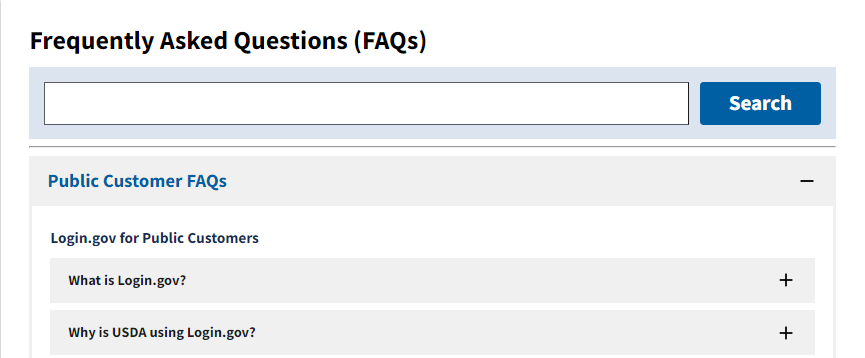 Frequently Asked Questions (FAQs)
Search
Public Customer FAQs
Login.gov for Public Customers
What is Login.gov?
Why is USDA using Login.gov?